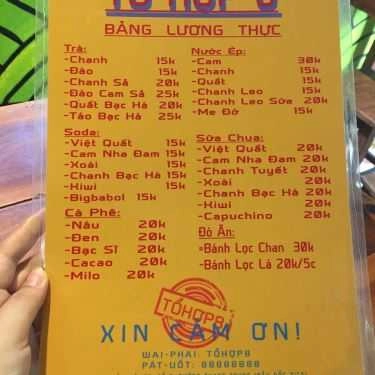 TỔ HỢP 8
BẢNG LƯƠNG THỰC
Trà:
-Chanh 15k
-Đào 15k
-Chanh Sả 20k
-Đào Cam Sả 25k
-Quất Bạc Hà 20k
-Táo Bạc Hà 25k
Soda:
-Việt Quất 15k
-Cam Nha Đam 15k
-Xoài 15k
-Chanh Bạc Hà 15k
-Kiwi 15k
-Bigbabol 15k
Cà Phê:
-Nâu 20k
-Đen 20k
-Bạc Sỉ 20k
-Cacao 20k
-Milo 20k
Nước Ép:
-Cam 30k
-Chanh 15k
-Quất 15k
-Chanh Leo 15k
-Chanh Leo Sữa 20k
-Me Đá 15k
Sữa Chua:
-Việt Quất 20k
-Cam Nha Đam 20k
-Chanh Tuyết 20k
-Xoài 20k
-Chanh Bạc Hà 20k
-Kiwi 20k
-Capuchino 20k
Đồ Ăn:
-Bánh Lọc Chan 30k
-Bánh Lọc Lá 20k/5c
TỔHỢP8
XIN CẢM ƠN!
WAI-PHAI: TỔHỢP8
PÁT-UỐT: 88888888